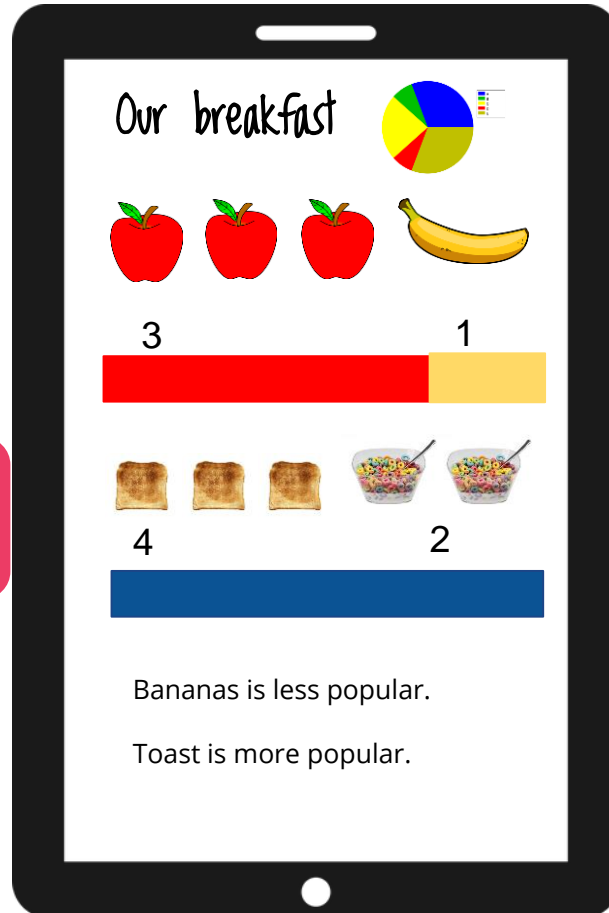 Our breakfast
3 1
4 2
Bananas is less popular.
Toast is more popular.